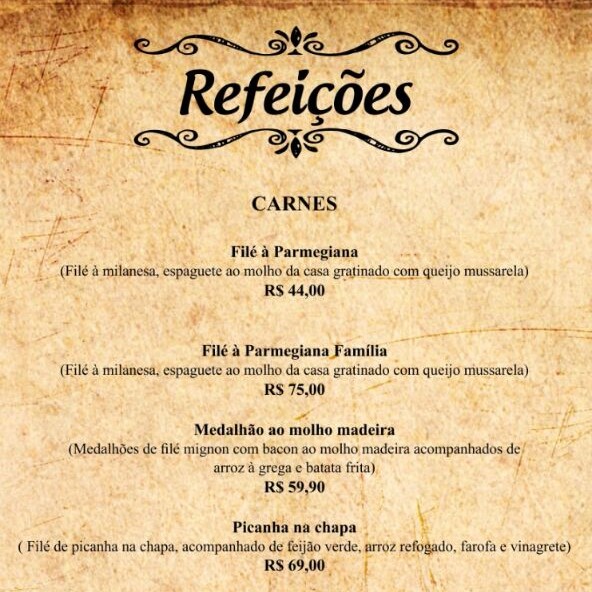 Refeições
CARNES
Filé à Parmegiana
(Filé à milanesa, espaguete ao molho da casa gratinado com queijo mussarela)
R$ 44,00
Filé à Parmegiana Família
(Filé à milanesa, espaguete ao molho da casa gratinado com queijo mussarela)
R$ 75,00
Medalhão ao molho madeira
(Medalhões de filé mignon com bacon ao molho madeira acompanhados de
arroz à grega e batata frita)
R$ 59,90
Picanha na chapa
( Filé de picanha na chapa, acompanhado de feijão verde, arroz refogado, farofa e vinagrete)
R$ 69,00